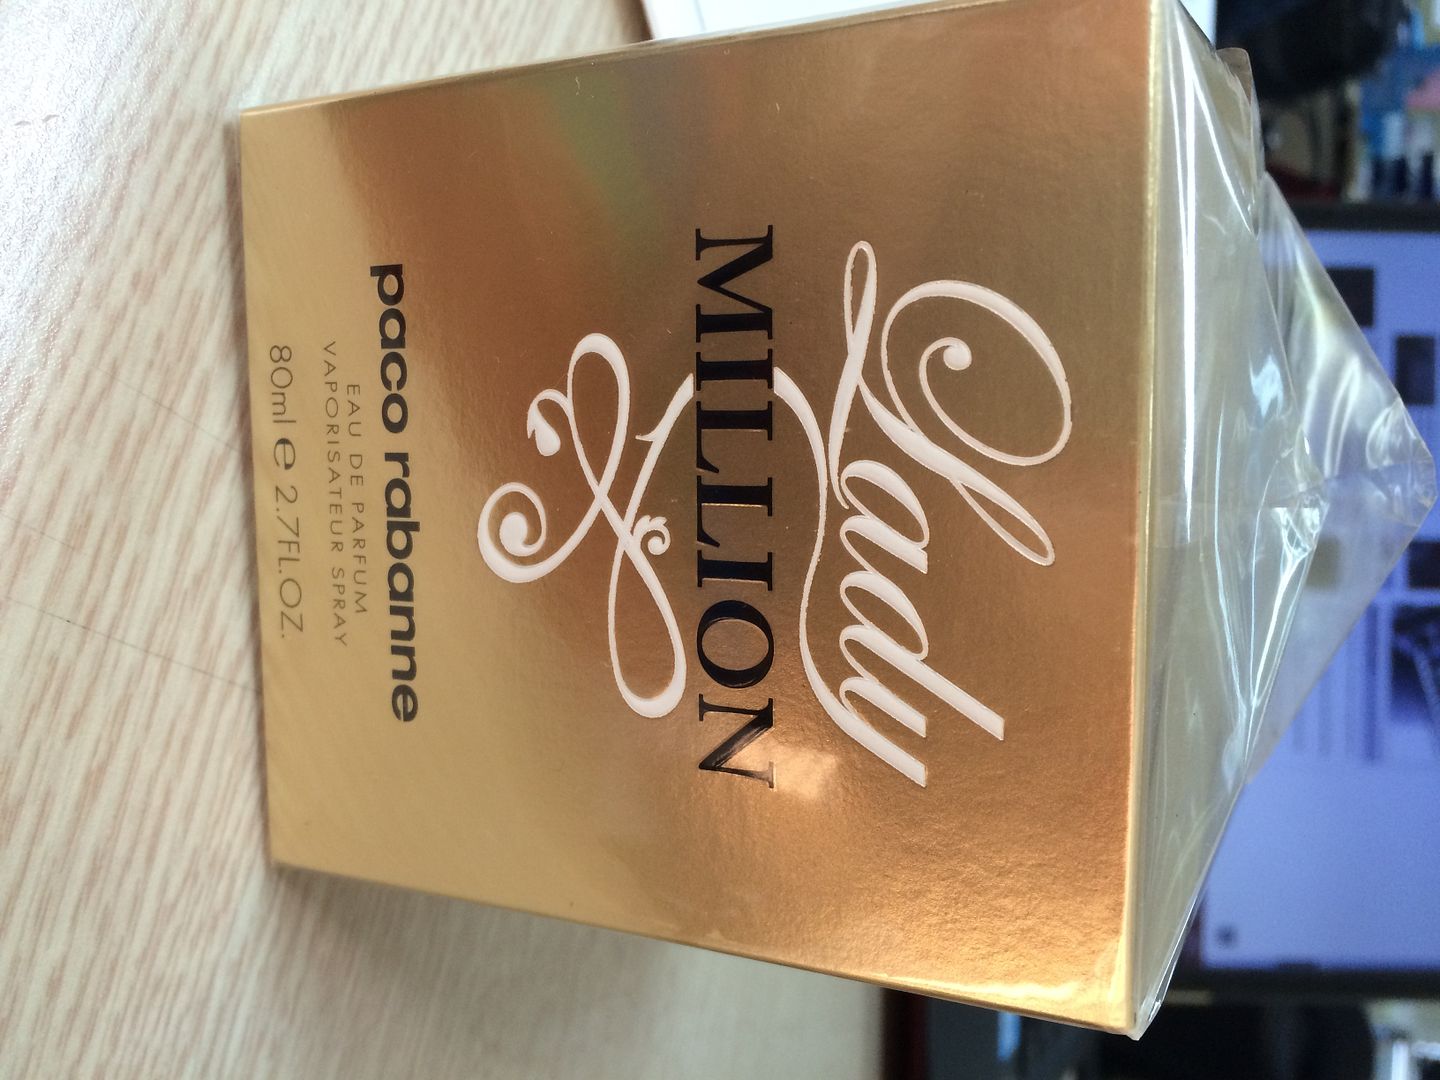 Lady
MILLION
paco rabanne
EAU DE PARFUM
VAPORISATEUR SPRAY
80ml e 2.7FL.OZ.